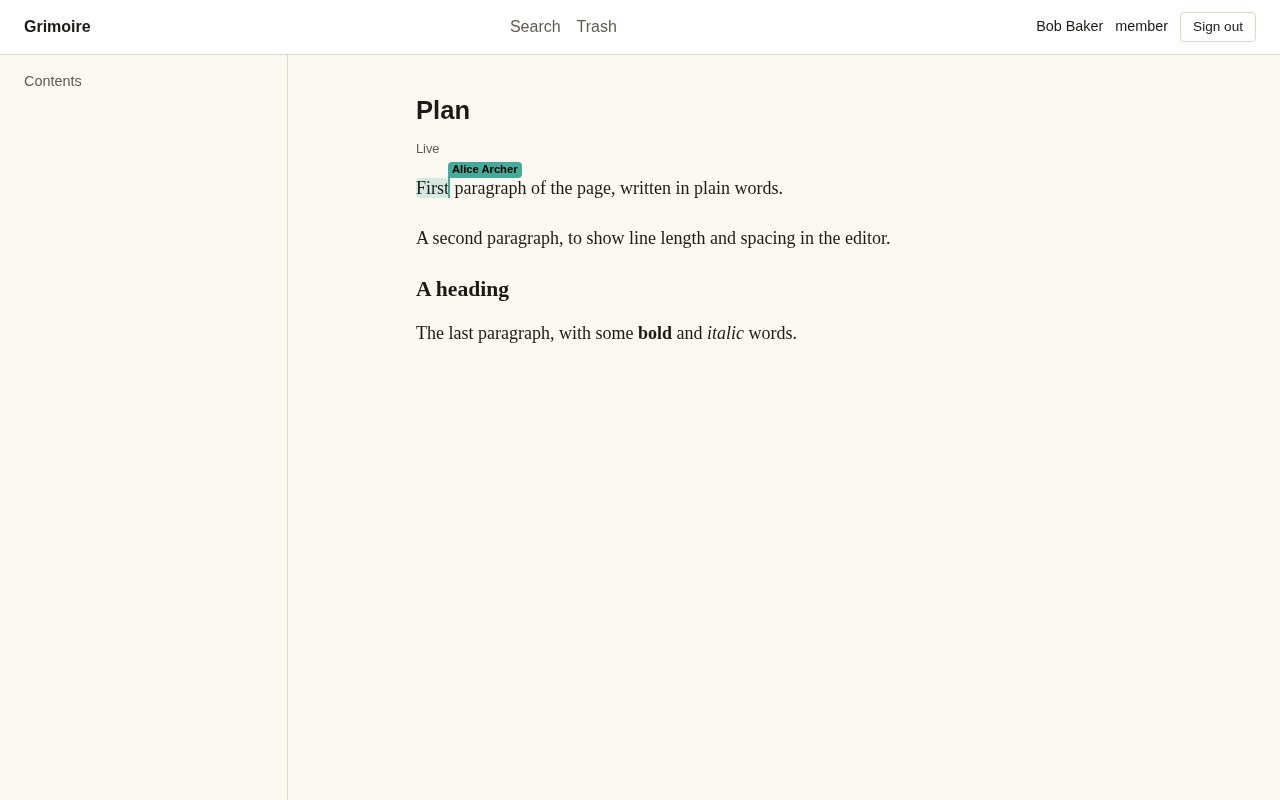 Grimoire
Search Trash
Bob Baker member Sign out
Contents
Plan
Live
Alice Archer
First paragraph of the page, written in plain words.
A second paragraph, to show line length and spacing in the editor.
A heading
The last paragraph, with some bold and italic words.